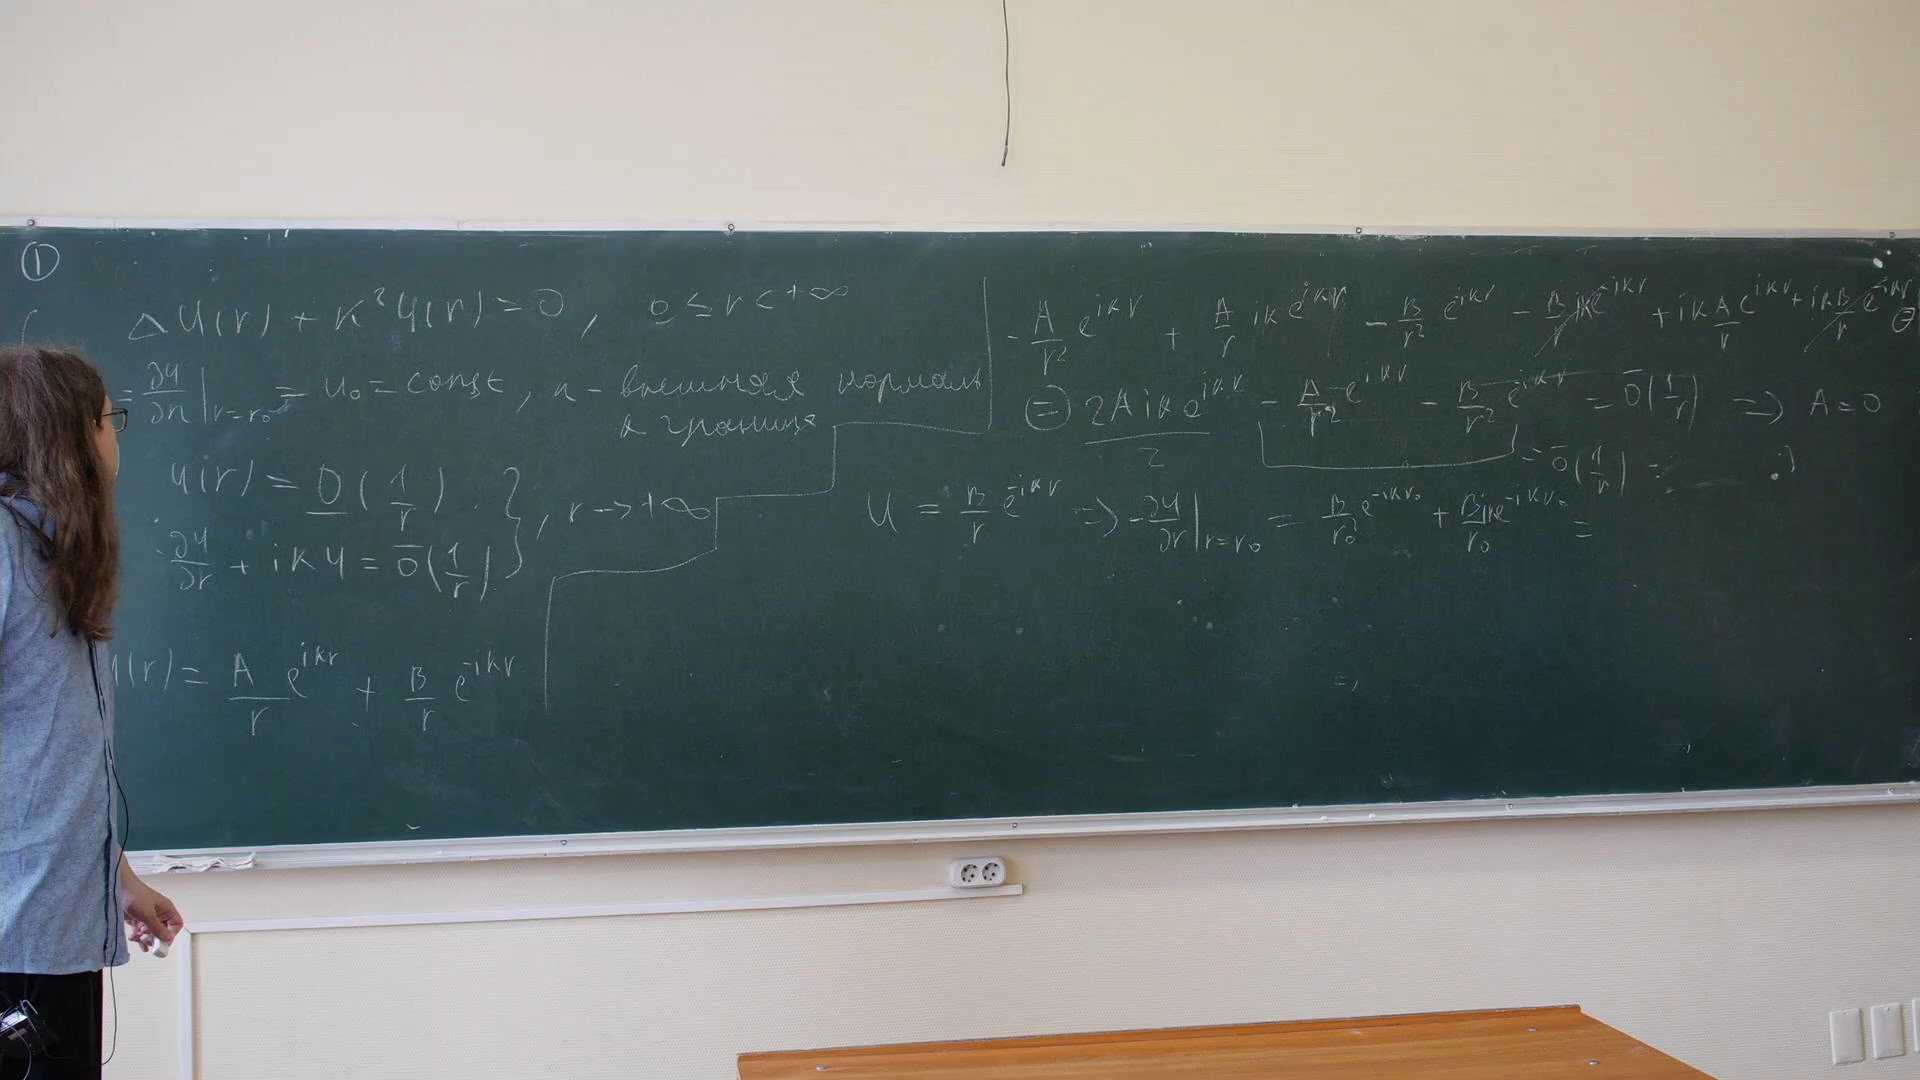 ①
Δu(r) + k²u(r) = 0, 0 ≤ r < +∞
= ∂u/∂n|_{r=r₀} = u₀ = const, n – внешняя нормаль
к границе
u(r) = O(1/r)
}, r → +∞
∂u/∂r + iku = ō(1/r)
(r) = A/r e^{ikr} + B/r e^{-ikr}
- A/r² e^{ikr} + A/r ik e^{ikr} - B/r² e^{ikr} - B/r ik e^{-ikr} + ik A/r e^{ikr} + ik B/r e^{-ikr} =
= 2Aik e^{ikr}/r - A/r² e^{ikr} - B/r² e^{-ikr} = ō(1/r) ⇒ A = 0
= ō(1/r)
u = B/r e^{-ikr} ⇒ -∂u/∂r|_{r=r₀} = B/r₀² e^{-ikr₀} + Bik e^{-ikr₀}/r₀ =